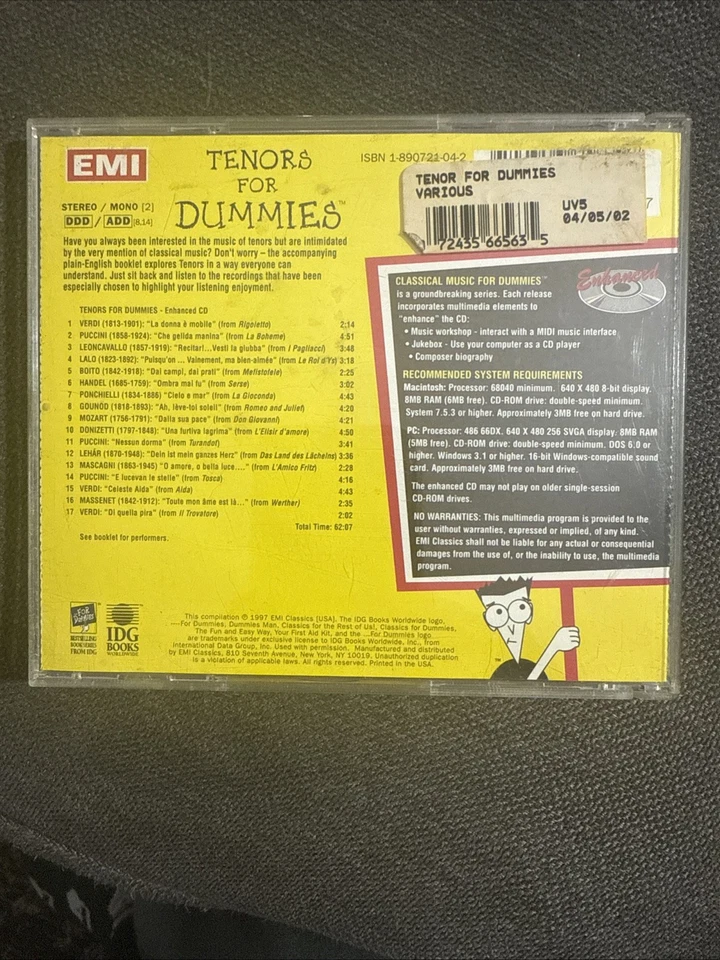 EMI
TENORS
FOR
DUMMIES™
ISBN 1-890721-04-2
TENOR FOR DUMMIES
VARIOUS
UV5
04/05/02
72435 66563 5
7
STEREO / MONO [2]
DDD / ADD [8,14]
Have you always been interested in the music of tenors but are intimidated
by the very mention of classical music? Don't worry – the accompanying
plain-English booklet explores Tenors in a way everyone can
understand. Just sit back and listen to the recordings that have been
especially chosen to highlight your listening enjoyment.
TENORS FOR DUMMIES - Enhanced CD
1 VERDI (1813-1901): "La donna è mobile" (from Rigoletto) 2:14
2 PUCCINI (1858-1924): "Che gelida manina" (from La Boheme) 4:51
3 LEONCAVALLO (1857-1919): "Recitar!...Vesti la giubba" (from I Pagliacci) 3:48
4 LALO (1823-1892): "Puisqu'on ... Vainement, ma bien-aimée" (from Le Roi d'Ys) 3:18
5 BOITO (1842-1918): "Dai campi, dai prati" (from Mefistofele) 2:25
6 HANDEL (1685-1759): "Ombra mai fu" (from Serse) 3:02
7 PONCHIELLI (1834-1886) "Cielo e mar" (from La Gioconda) 4:43
8 GOUNOD (1818-1893): "Ah, lève-toi soleil" (from Romeo and Juliet) 4:20
9 MOZART (1756-1791): "Dalla sua pace" (from Don Giovanni) 4:21
10 DONIZETTI (1797-1848): "Una furtiva lagrima" (from L'Elisir d'amore) 4:50
11 PUCCINI: "Nessun dorma" (from Turandot) 3:41
12 LEHÁR (1870-1948): "Dein ist mein ganzes Herz" (from Das Land des Lächelns) 3:36
13 MASCAGNI (1863-1945) "O amore, o bella luce...." (from L'Amico Fritz) 2:28
14 PUCCINI: "E lucevan le stelle" (from Tosca) 4:16
15 VERDI: "Celeste Aida" (from Aida) 4:43
16 MASSENET (1842-1912): "Toute mon âme est là..." (from Werther) 2:35
17 VERDI: "Di quella pira" (from Il Trovatore) 2:02
Total Time: 62:07
See booklet for performers.
CLASSICAL MUSIC FOR DUMMIES™
is a groundbreaking series. Each release
incorporates multimedia elements to
"enhance" the CD:
• Music workshop - interact with a MIDI music interface
• Jukebox - Use your computer as a CD player
• Composer biography
Enhanced
RECOMMENDED SYSTEM REQUIREMENTS
Macintosh: Processor: 68040 minimum. 640 X 480 8-bit display.
8MB RAM (6MB free). CD-ROM drive: double-speed minimum.
System 7.5.3 or higher. Approximately 3MB free on hard drive.
PC: Processor: 486 66DX. 640 X 480 256 SVGA display. 8MB RAM
(5MB free). CD-ROM drive: double-speed minimum. DOS 6.0 or
higher. Windows 3.1 or higher. 16-bit Windows-compatible sound
card. Approximately 3MB free on hard drive.
The enhanced CD may not play on older single-session
CD-ROM drives.
NO WARRANTIES: This multimedia program is provided to the
user without warranties, expressed or implied, of any kind.
EMI Classics shall not be liable for any actual or consequential
damages from the use of, or the inability to use, the multimedia
program.
...FOR
DUMMIES
BESTSELLING
BOOK SERIES
FROM IDG
IDG
BOOKS
WORLDWIDE
This compilation ℗ 1997 EMI Classics (USA). The IDG Books Worldwide logo,
—For Dummies, Dummies Man, Classics for the Rest of Us!, Classics for Dummies,
The Fun and Easy Way, Your First Aid Kit, and the ...For Dummies logo
are trademarks under exclusive license to IDG Books Worldwide, Inc., from
International Data Group, Inc. Used with permission. Manufactured and distributed
by EMI Classics, 810 Seventh Avenue, New York, NY 10019. Unauthorized duplication
is a violation of applicable laws. All rights reserved. Printed in the USA.
™